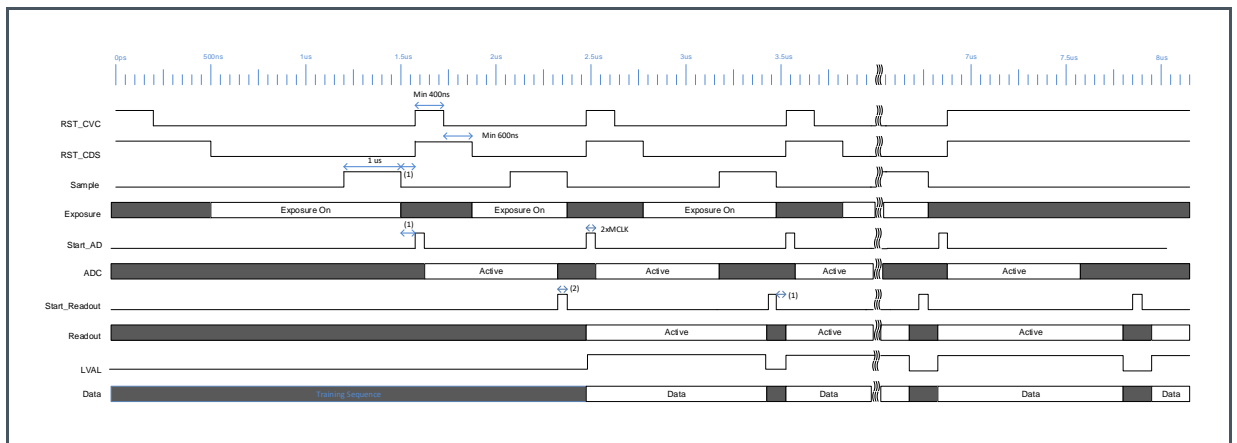 0ps 500ns 1us 1.5us 2us 2.5us 3us 3.5us 7us 7.5us 8us
Min 400ns
RST_CVC
Min 600ns
RST_CDS
1 us
(1)
Sample
Exposure Exposure On Exposure On Exposure On
(1)
2xMCLK
Start_AD
ADC Active Active Active Active
(2) (1)
Start_Readout
Readout Active Active Active Active
LVAL
Data Training Sequence Data Data Data Data